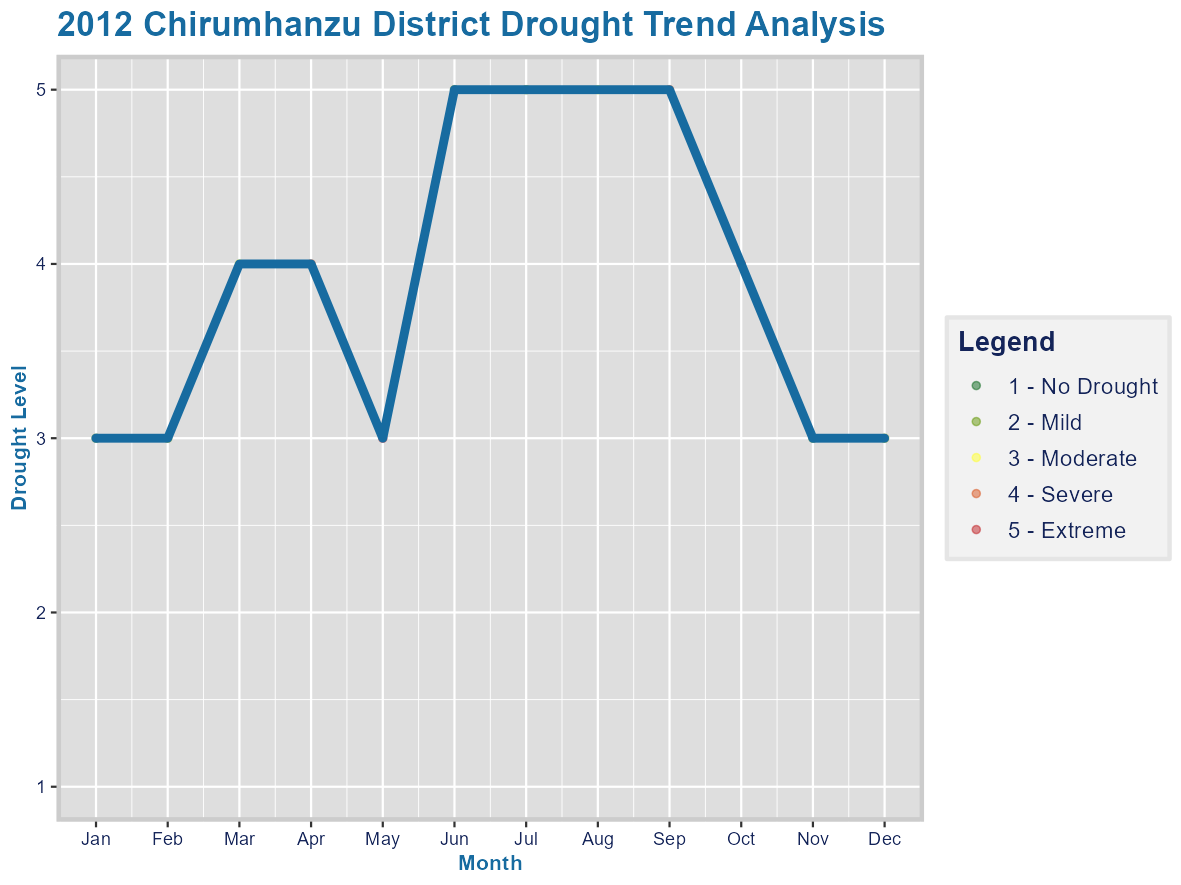 2012 Chirumhanzu District Drought Trend Analysis
Drought Level
5
4
3
2
1
Jan Feb Mar Apr May Jun Jul Aug Sep Oct Nov Dec
Month
Legend
1 - No Drought
2 - Mild
3 - Moderate
4 - Severe
5 - Extreme